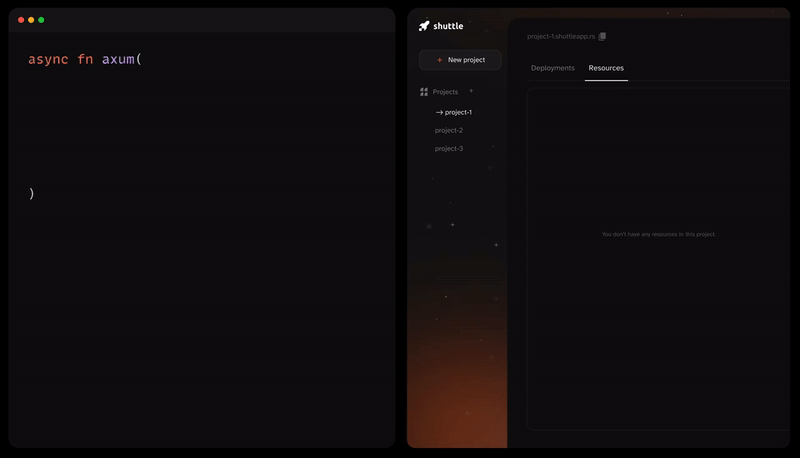 async fn axum(
)
shuttle
+ New project
Projects +
→ project-1
project-2
project-3
project-1.shuttleapp.rs
Deployments Resources
You don't have any resources in this project.